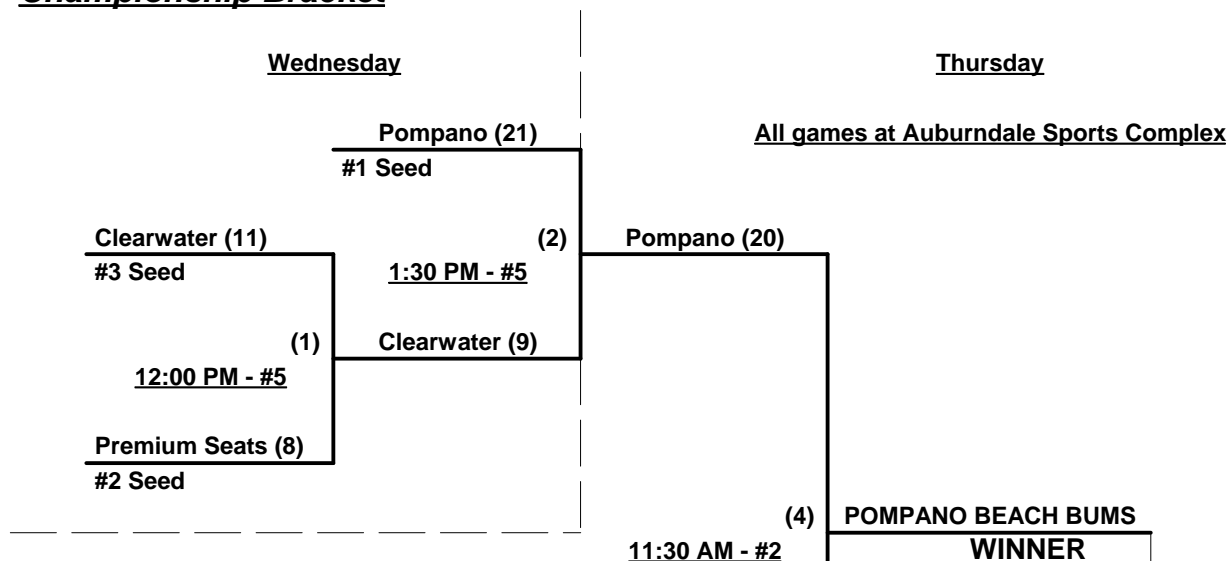 Championship Bracket
Wednesday
Thursday
Pompano (21)
All games at Auburndale Sports Complex
#1 Seed
Clearwater (11)
(2)
Pompano (20)
#3 Seed
1:30 PM - #5
(1)
Clearwater (9)
12:00 PM - #5
Premium Seats (8)
#2 Seed
(4)
POMPANO BEACH BUMS
11:30 AM - #2
WINNER